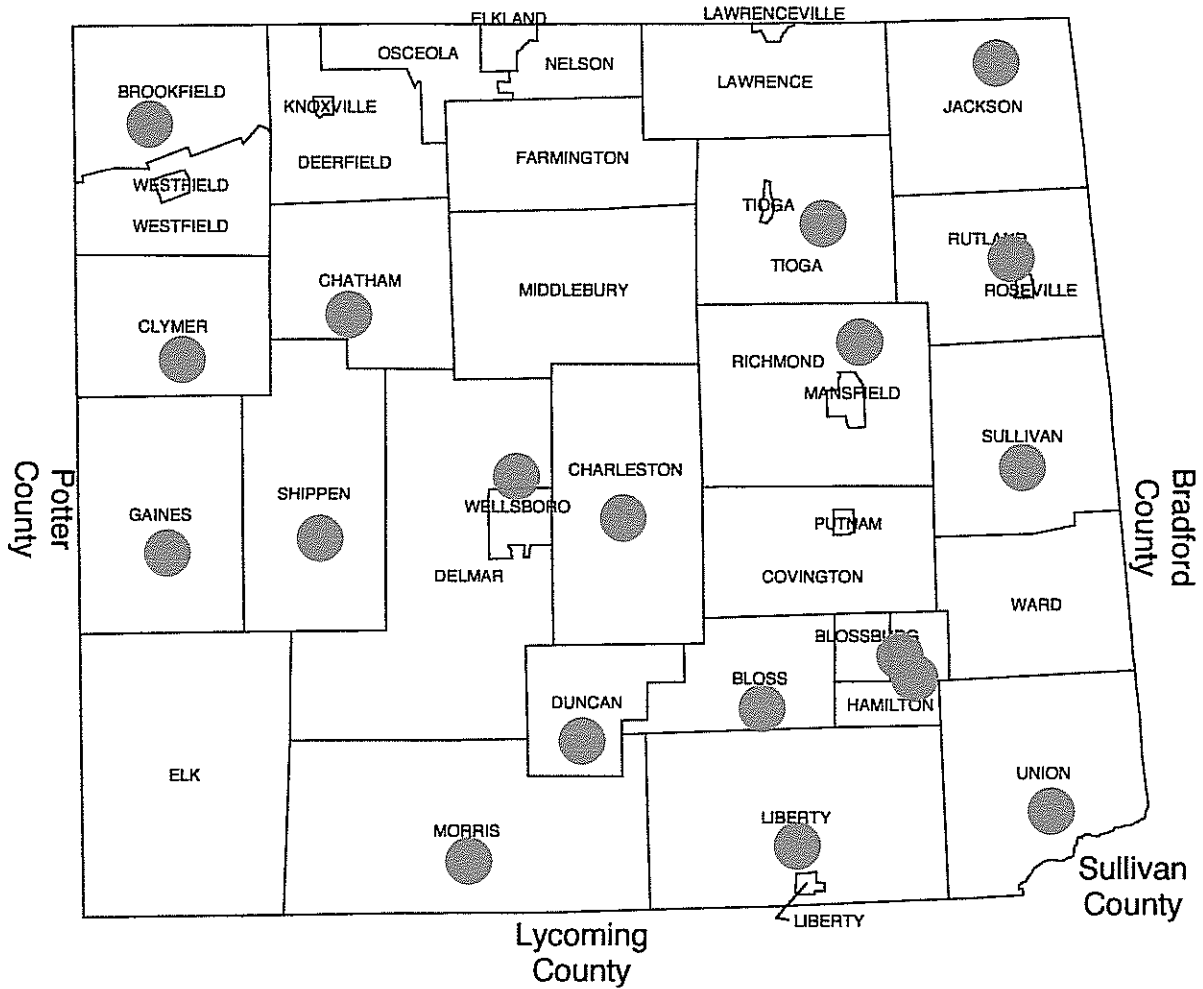 ELKLAND
LAWRENCEVILLE
OSCEOLA
NELSON
LAWRENCE
BROOKFIELD
KNOXVILLE
JACKSON
DEERFIELD
FARMINGTON
WESTFIELD
WESTFIELD
TIOGA
TIOGA
RUTLAND
ROSEVILLE
CHATHAM
MIDDLEBURY
CLYMER
RICHMOND
MANSFIELD
SULLIVAN
CHARLESTON
SHIPPEN
WELLSBORO
GAINES
PUTNAM
DELMAR
COVINGTON
WARD
Potter
County
Bradford
County
BLOSSBURG
BLOSS
DUNCAN
HAMILTON
ELK
UNION
MORRIS
LIBERTY
LIBERTY
Sullivan
County
Lycoming
County